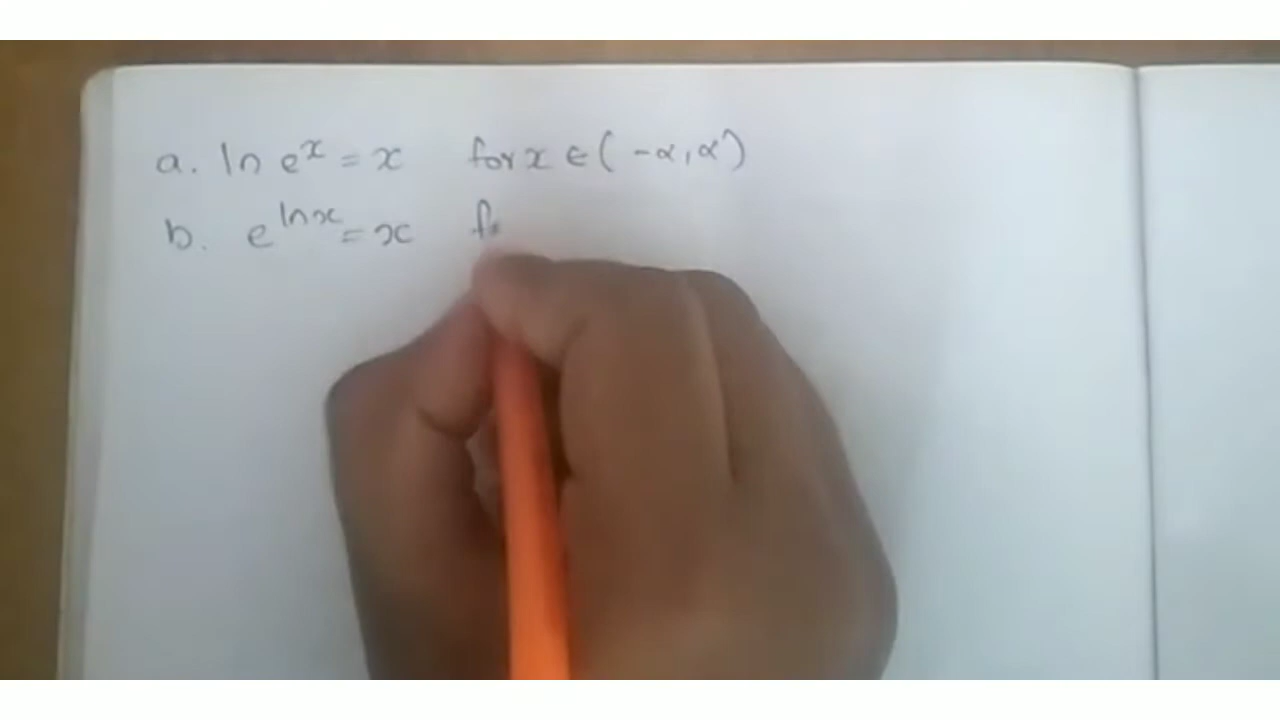 a. ln e^x = x for x ∈ (-α, α)
b. e^ln x = x